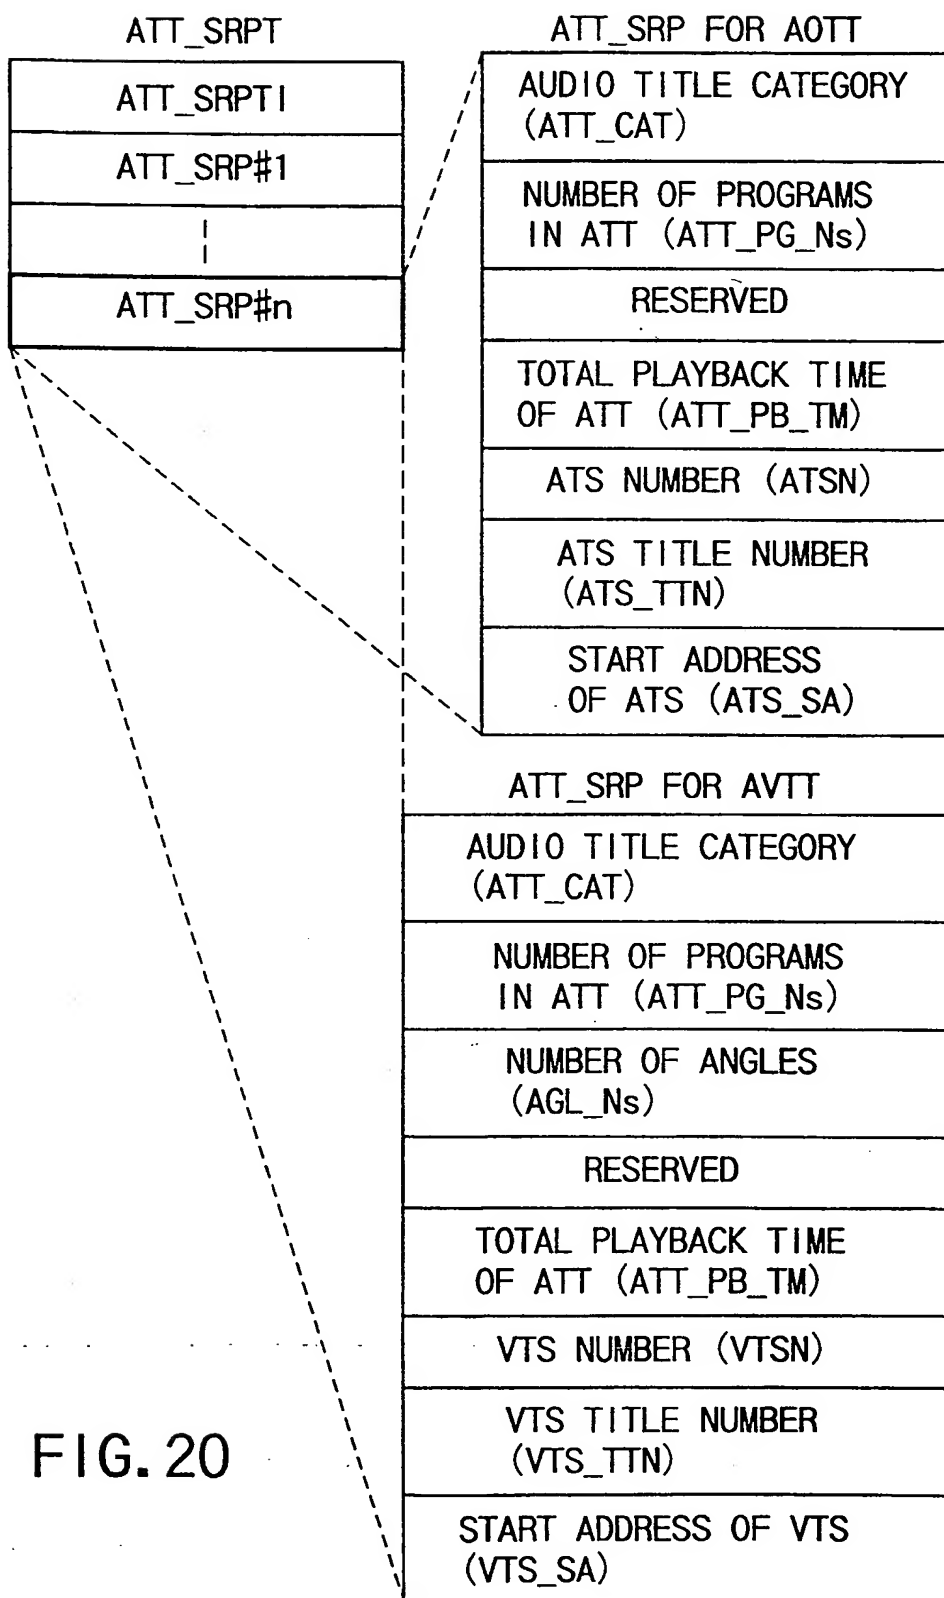 ATT_SRPT
ATT_SRPTI
ATT_SRP#1
ATT_SRP#n
ATT_SRP FOR AOTT
AUDIO TITLE CATEGORY
(ATT_CAT)
NUMBER OF PROGRAMS
IN ATT (ATT_PG_Ns)
RESERVED
TOTAL PLAYBACK TIME
OF ATT (ATT_PB_TM)
ATS NUMBER (ATSN)
ATS TITLE NUMBER
(ATS_TTN)
START ADDRESS
OF ATS (ATS_SA)
ATT_SRP FOR AVTT
AUDIO TITLE CATEGORY
(ATT_CAT)
NUMBER OF PROGRAMS
IN ATT (ATT_PG_Ns)
NUMBER OF ANGLES
(AGL_Ns)
RESERVED
TOTAL PLAYBACK TIME
OF ATT (ATT_PB_TM)
VTS NUMBER (VTSN)
VTS TITLE NUMBER
(VTS_TTN)
START ADDRESS OF VTS
(VTS_SA)
FIG. 20